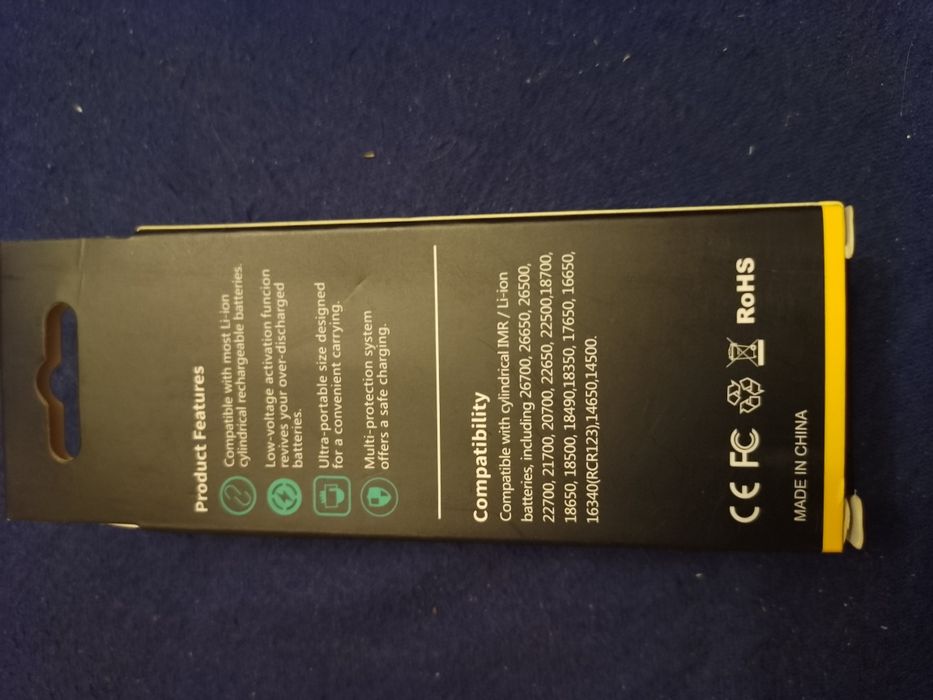 Product Features
Compatible with most Li-ion
cylindrical rechargeable batteries.
Low-voltage activation funcion
revives your over-discharged
batteries.
Ultra-portable size designed
for a convenient carrying.
Multi-protection system
offers a safe charging.
Compatibility
Compatible with cylindrical IMR / Li-ion
batteries, including 26700, 26650, 26500,
22700, 21700, 20700, 22650, 22500,18700,
18650, 18500, 18490,18350, 17650, 16650,
16340(RCR123),14650,14500.
CE FC RoHS
MADE IN CHINA